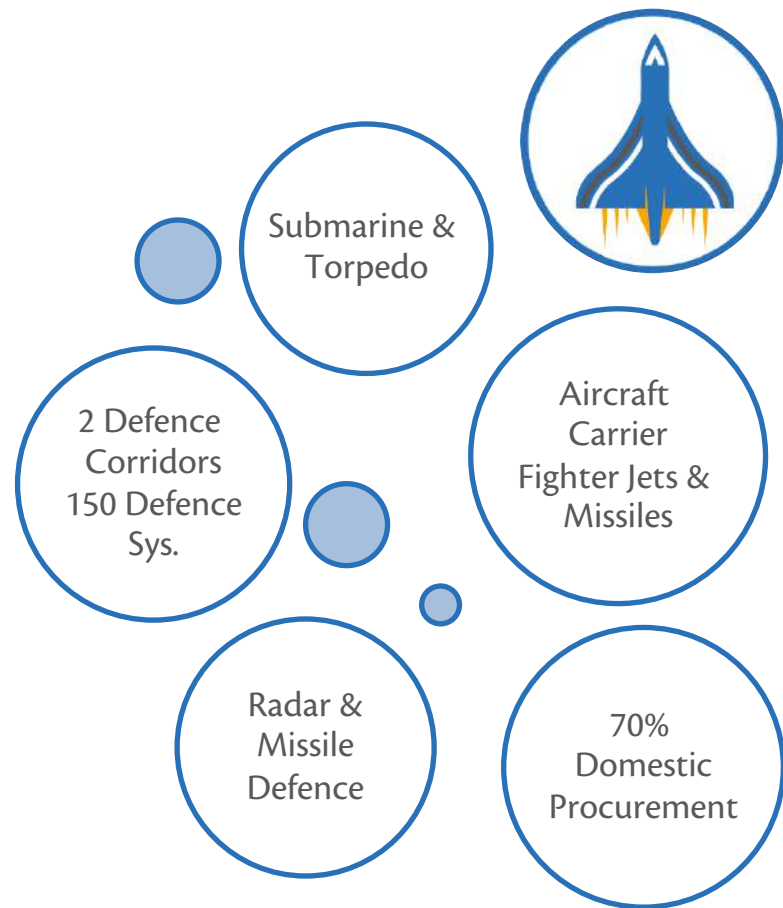 Submarine &
Torpedo
2 Defence
Corridors
150 Defence
Sys.
Aircraft
Carrier
Fighter Jets &
Missiles
Radar &
Missile
Defence
70%
Domestic
Procurement